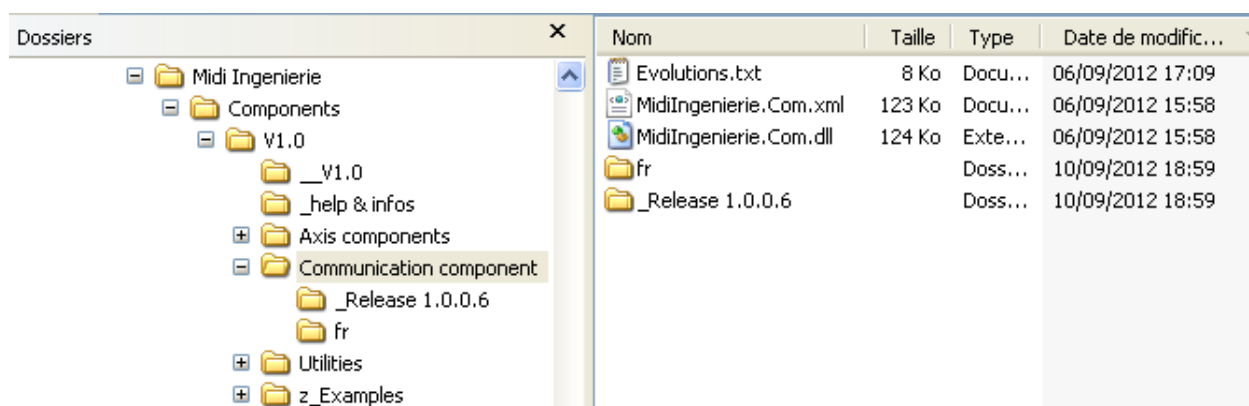 Dossiers
Midi Ingenierie
Components
V1.0
__V1.0
_help & infos
Axis components
Communication component
_Release 1.0.0.6
fr
Utilities
z_Examples
Nom Taille Type Date de modific...
Evolutions.txt 8 Ko Docu... 06/09/2012 17:09
MidiIngenierie.Com.xml 123 Ko Docu... 06/09/2012 15:58
MidiIngenierie.Com.dll 124 Ko Exte... 06/09/2012 15:58
fr Doss... 10/09/2012 18:59
_Release 1.0.0.6 Doss... 10/09/2012 18:59